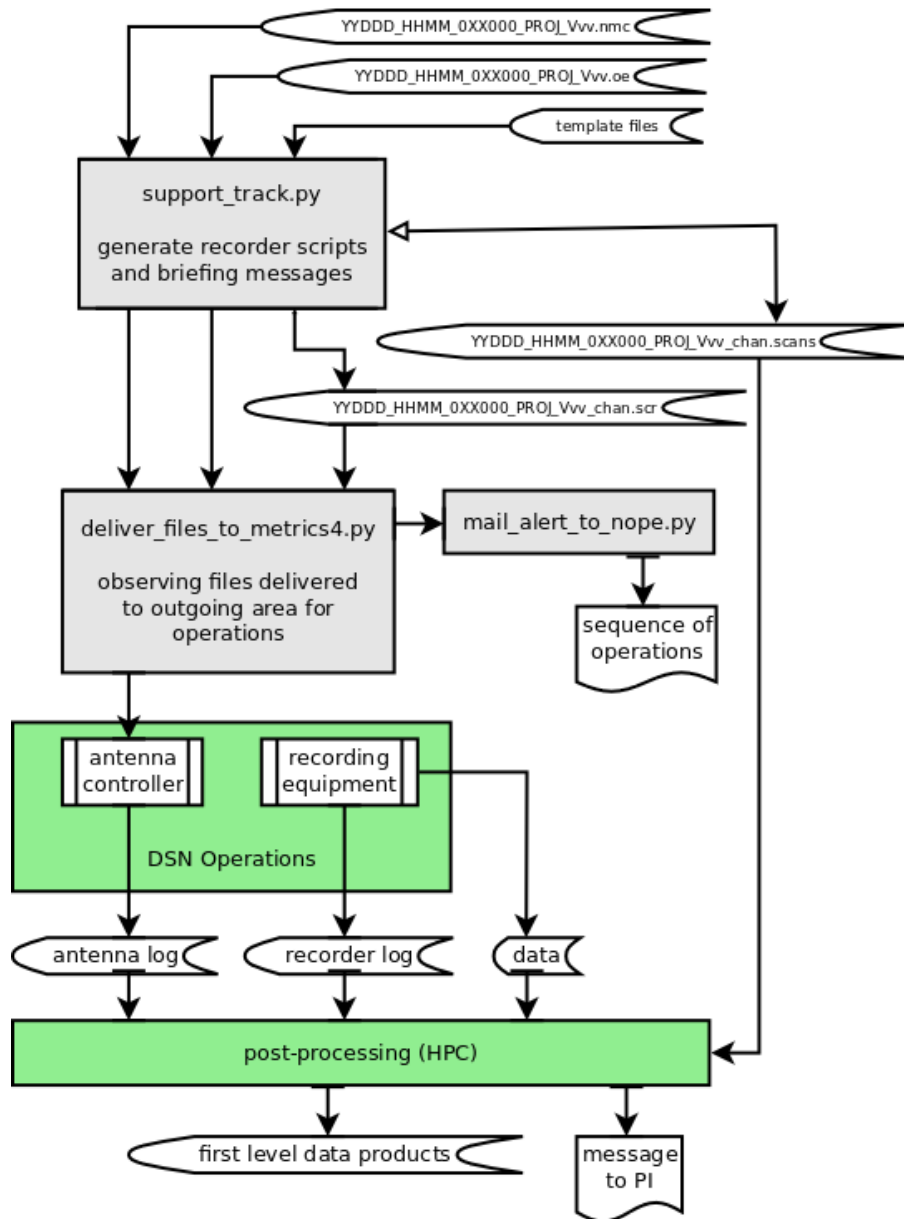 YYDDD_HHMM_0XX000_PROJ_Vvv.nmc
YYDDD_HHMM_0XX000_PROJ_Vvv.oe
template files
support_track.py
generate recorder scripts
and briefing messages
YYDDD_HHMM_0XX000_PROJ_Vvv_chan.scans
YYDDD_HHMM_0XX000_PROJ_Vvv_chan.scr
deliver_files_to_metrics4.py
observing files delivered
to outgoing area for
operations
mail_alert_to_nope.py
sequence of
operations
antenna
controller
recording
equipment
DSN Operations
antenna log
recorder log
data
post-processing (HPC)
first level data products
message
to PI